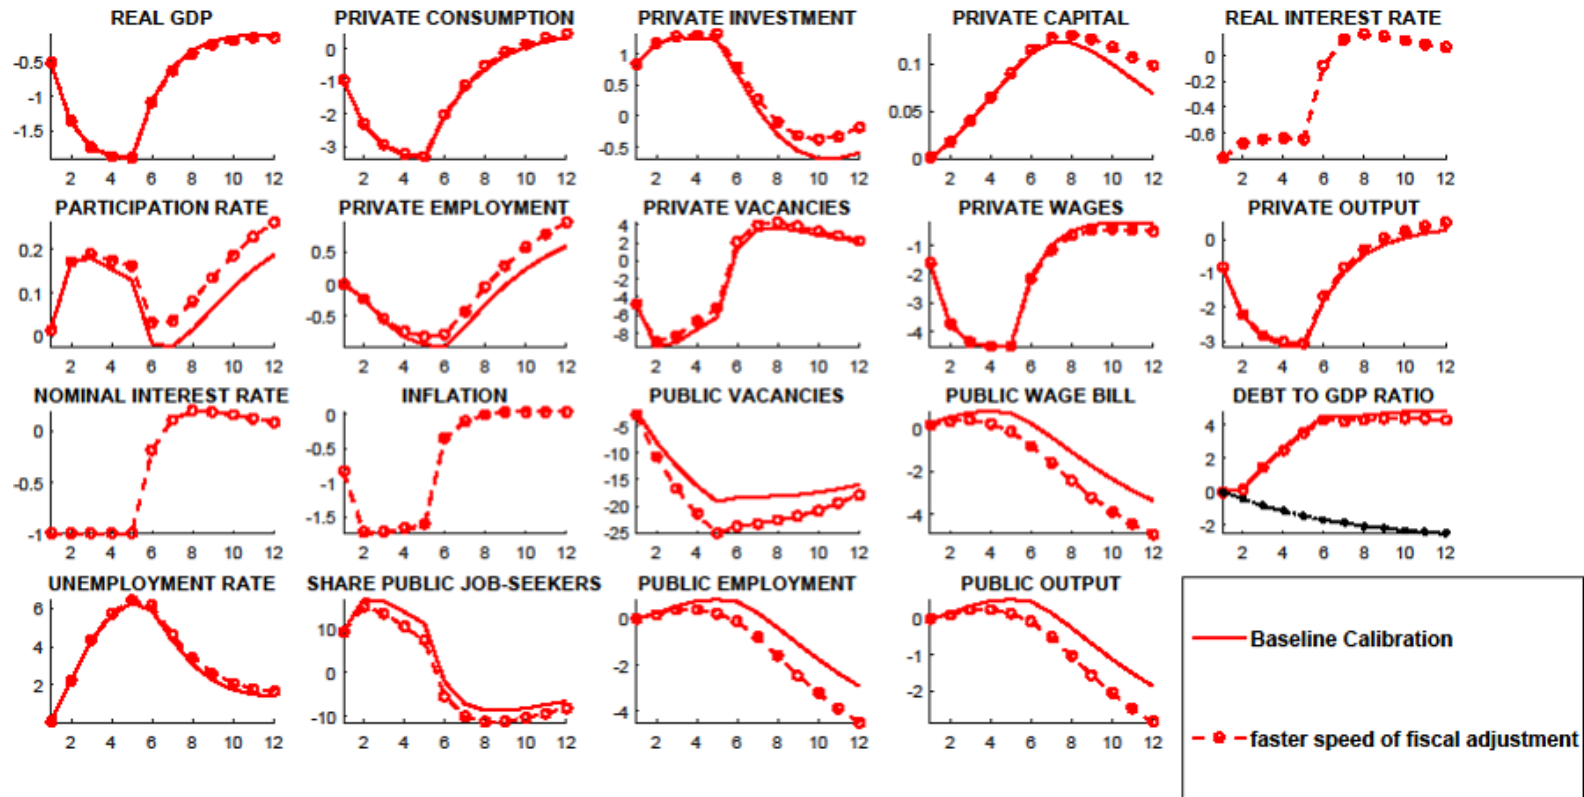 REAL GDP PRIVATE CONSUMPTION PRIVATE INVESTMENT PRIVATE CAPITAL REAL INTEREST RATE
-0.5 -1 -1.5 2 4 6 8 10 12
0 -1 -2 -3 2 4 6 8 10 12
1 0.5 0 -0.5 2 4 6 8 10 12
0.1 0.05 0 2 4 6 8 10 12
0 -0.2 -0.4 -0.6 2 4 6 8 10 12
PARTICIPATION RATE PRIVATE EMPLOYMENT PRIVATE VACANCIES PRIVATE WAGES PRIVATE OUTPUT
0.2 0.1 0 2 4 6 8 10 12
0.5 0 -0.5 2 4 6 8 10 12
4 2 0 -2 -4 -6 -8 2 4 6 8 10 12
-1 -2 -3 -4 2 4 6 8 10 12
0 -1 -2 -3 2 4 6 8 10 12
NOMINAL INTEREST RATE INFLATION PUBLIC VACANCIES PUBLIC WAGE BILL DEBT TO GDP RATIO
0 -0.5 -1 2 4 6 8 10 12
0 -0.5 -1 -1.5 2 4 6 8 10 12
-5 -10 -15 -20 -25 2 4 6 8 10 12
0 -2 -4 2 4 6 8 10 12
4 2 0 -2 2 4 6 8 10 12
UNEMPLOYMENT RATE SHARE PUBLIC JOB-SEEKERS PUBLIC EMPLOYMENT PUBLIC OUTPUT
6 4 2 2 4 6 8 10 12
10 0 -10 2 4 6 8 10 12
0 -2 -4 2 4 6 8 10 12
0 -1 -2 2 4 6 8 10 12
Baseline Calibration
faster speed of fiscal adjustment